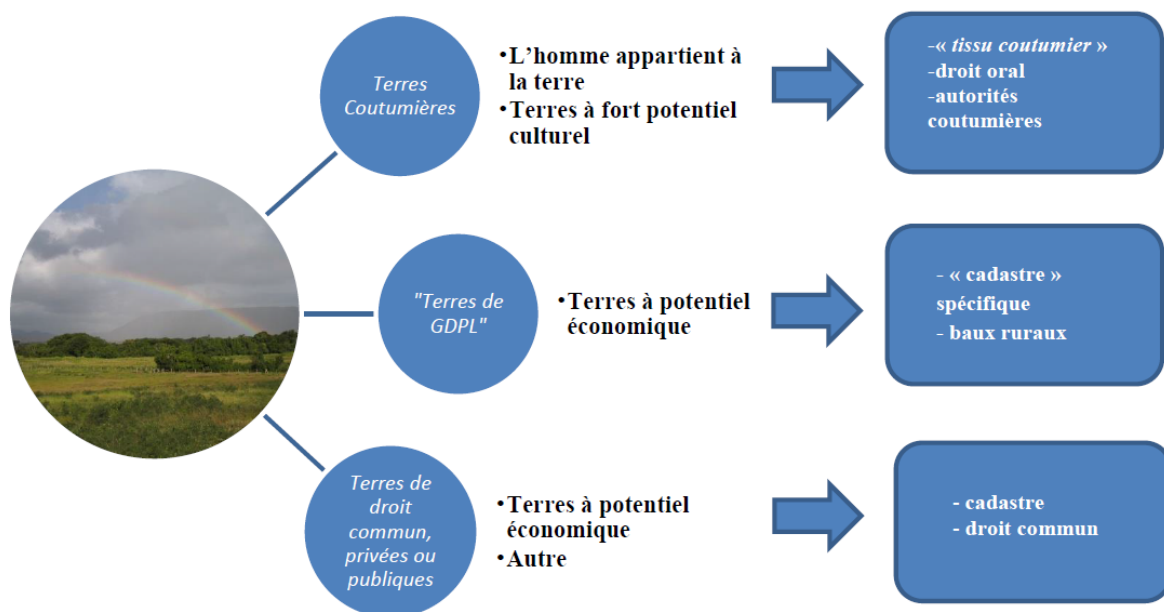 Terres
Coutumières
•L'homme appartient à
la terre
•Terres à fort potentiel
culturel
-« tissu coutumier »
-droit oral
-autorités
coutumières
"Terres de
GDPL"
•Terres à potentiel
économique
- « cadastre »
spécifique
- baux ruraux
Terres de
droit
commun,
privées ou
publiques
•Terres à potentiel
économique
•Autre
- cadastre
- droit commun